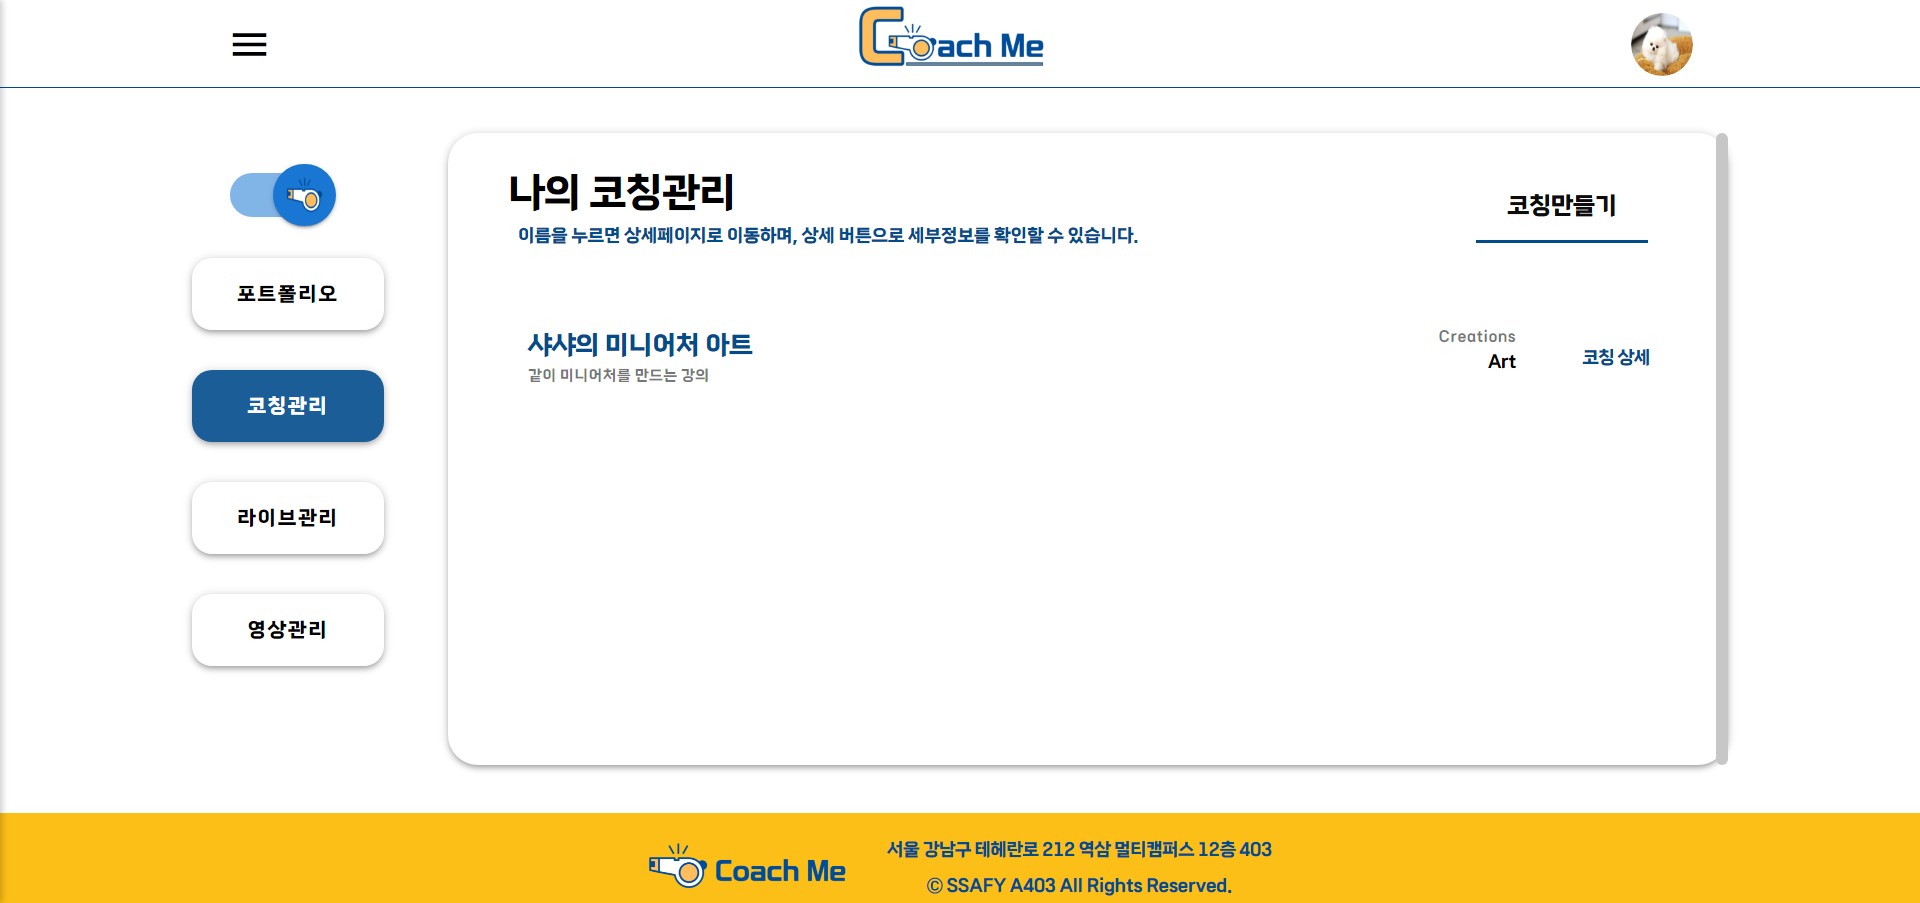 Coach Me
나의 코칭관리
이름을 누르면 상세페이지로 이동하며, 상세 버튼으로 세부정보를 확인할 수 있습니다.
코칭만들기
포트폴리오
코칭관리
라이브관리
영상관리
샤샤의 미니어처 아트
같이 미니어처를 만드는 강의
Creations
Art
코칭 상세
Coach Me
서울 강남구 테헤란로 212 역삼 멀티캠퍼스 12층 403
© SSAFY A403 All Rights Reserved.